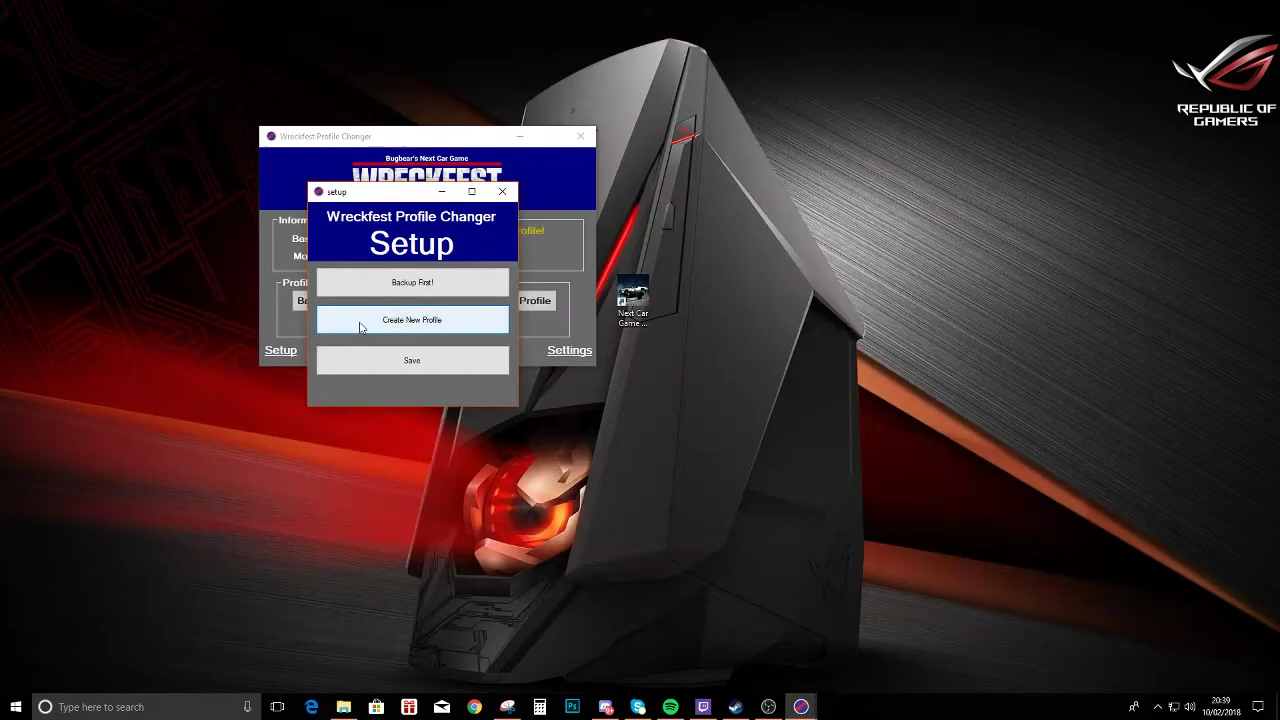 REPUBLIC OF
GAMERS
Wreckfest Profile Changer
Bugbear's Next Car Game
WRECKFEST
setup
Wreckfest Profile Changer
Setup
Backup First!
Create New Profile
Save
Profile
Setup
Settings
Next Car
Game ...
Type here to search
20:39
10/02/2018